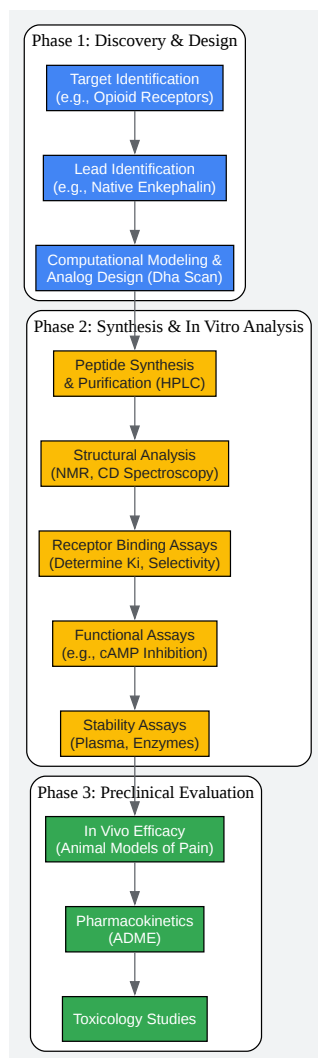 Phase 1: Discovery & Design
Target Identification
(e.g., Opioid Receptors)
Lead Identification
(e.g., Native Enkephalin)
Computational Modeling &
Analog Design (Dha Scan)
Phase 2: Synthesis & In Vitro Analysis
Peptide Synthesis
& Purification (HPLC)
Structural Analysis
(NMR, CD Spectroscopy)
Receptor Binding Assays
(Determine Ki, Selectivity)
Functional Assays
(e.g., cAMP Inhibition)
Stability Assays
(Plasma, Enzymes)
Phase 3: Preclinical Evaluation
In Vivo Efficacy
(Animal Models of Pain)
Pharmacokinetics
(ADME)
Toxicology Studies